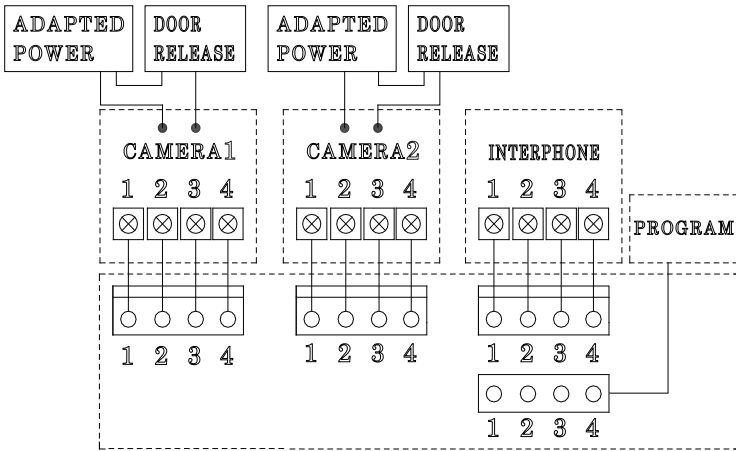 ADAPTED
POWER
DOOR
RELEASE
ADAPTED
POWER
DOOR
RELEASE
CAMERA1
1 2 3 4
CAMERA2
1 2 3 4
INTERPHONE
1 2 3 4
PROGRAM
1 2 3 4
1 2 3 4
1 2 3 4
1 2 3 4